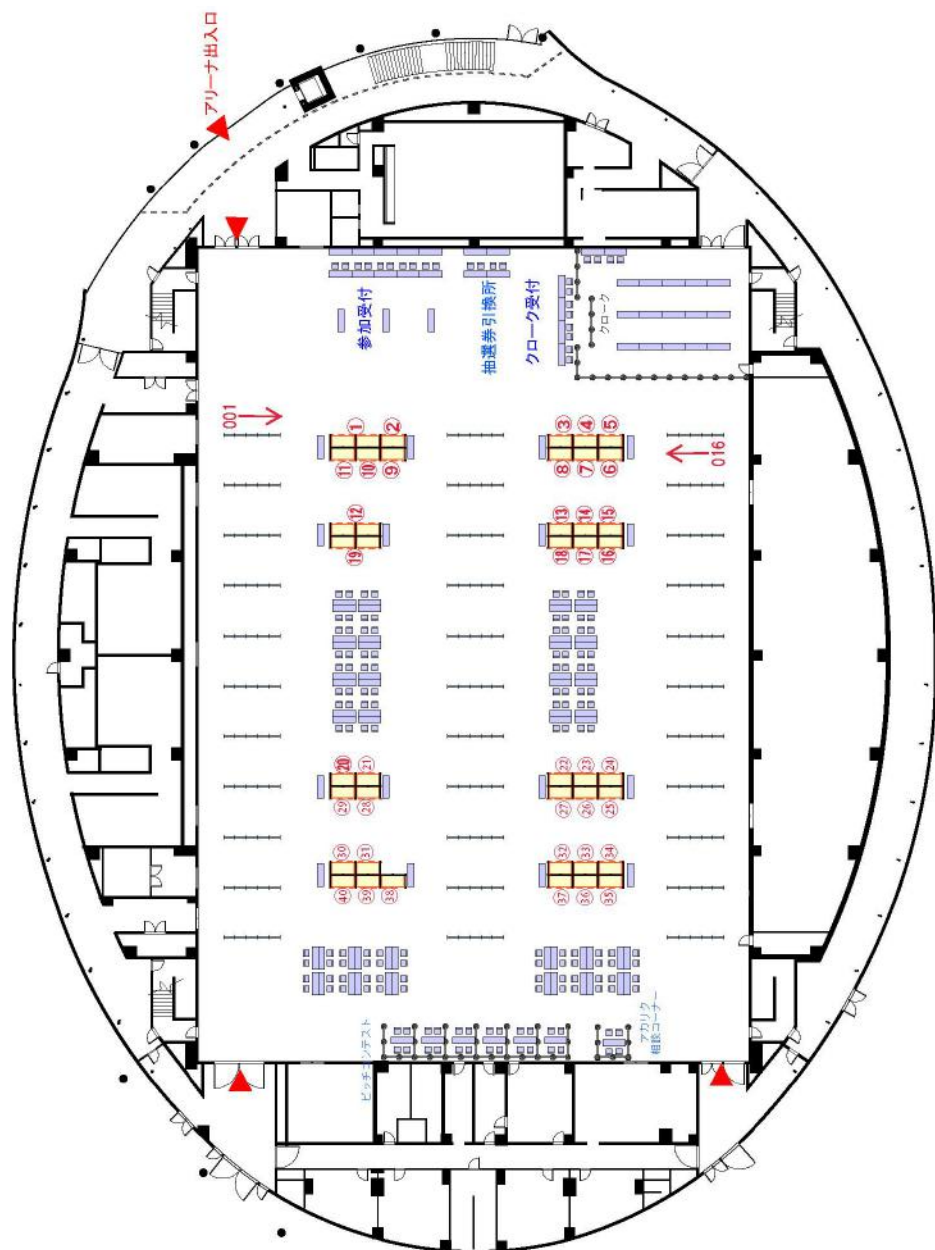 アリーナ出入口
参加受付
抽選券引換所
クローク受付
クローク
001
016
① ② ③ ④ ⑤
⑪ ⑩ ⑨ ⑧ ⑦ ⑥
⑫ ⑬ ⑭ ⑮
⑲ ⑱ ⑰ ⑯
⑳ ㉑ ㉒ ㉓ ㉔
㉙ ㉘ ㉗ ㉖ ㉕
㉚ ㉛ ㉜ ㉝ ㉞
㊵ ㊴ ㊳ ㊲ ㊱ ㉟
ピッチコンテスト
アカリク
相談コーナー